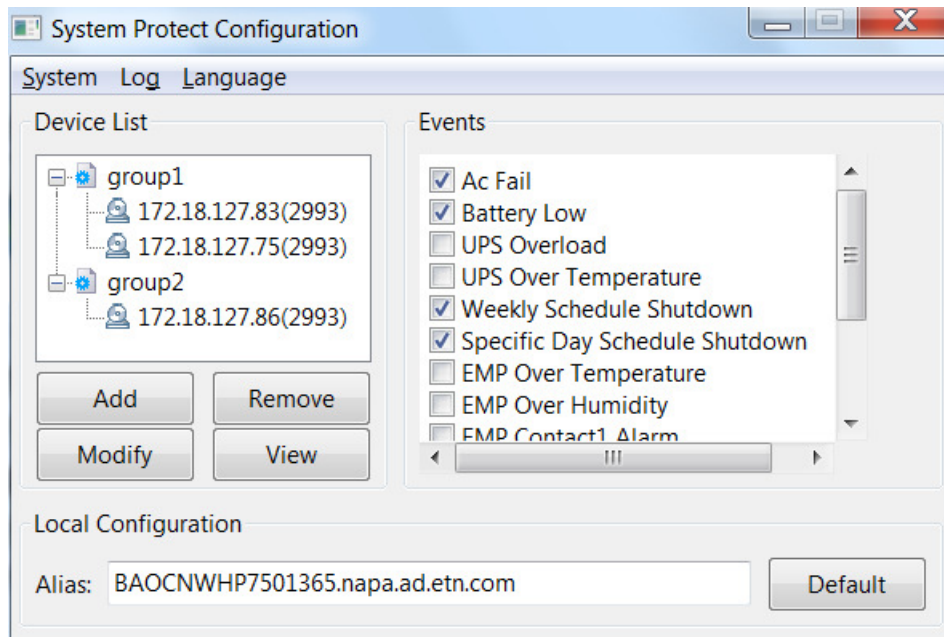 System Protect Configuration
System Log Language
Device List
group1
172.18.127.83(2993)
172.18.127.75(2993)
group2
172.18.127.86(2993)
Add Remove
Modify View
Events
Ac Fail
Battery Low
UPS Overload
UPS Over Temperature
Weekly Schedule Shutdown
Specific Day Schedule Shutdown
EMP Over Temperature
EMP Over Humidity
EMP Contact1 Alarm
Local Configuration
Alias: BAOCNWHP7501365.napa.ad.etn.com Default